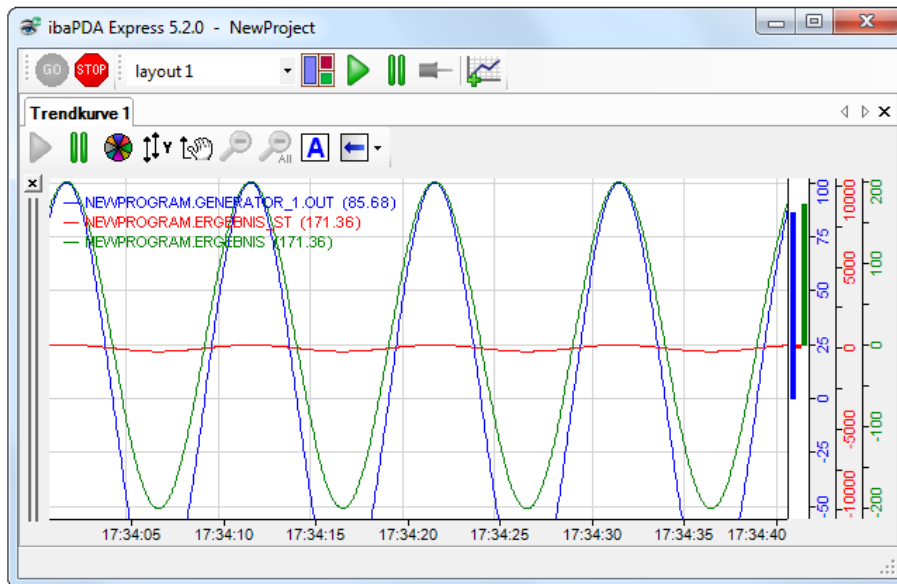 ibaPDA Express 5.2.0 - NewProject
GO STOP layout 1
Trendkurve 1
Y All A
NEWPROGRAM.GENERATOR_1.OUT (85.68)
NEWPROGRAM.ERGEBNIS_ST (171.36)
NEWPROGRAM.ERGEBNIS (171.36)
100 75 50 25 0 -25 -50
10000 5000 0 -5000 -10000
200 100 0 -100 -200
17:34:05 17:34:10 17:34:15 17:34:20 17:34:25 17:34:30 17:34:35 17:34:40